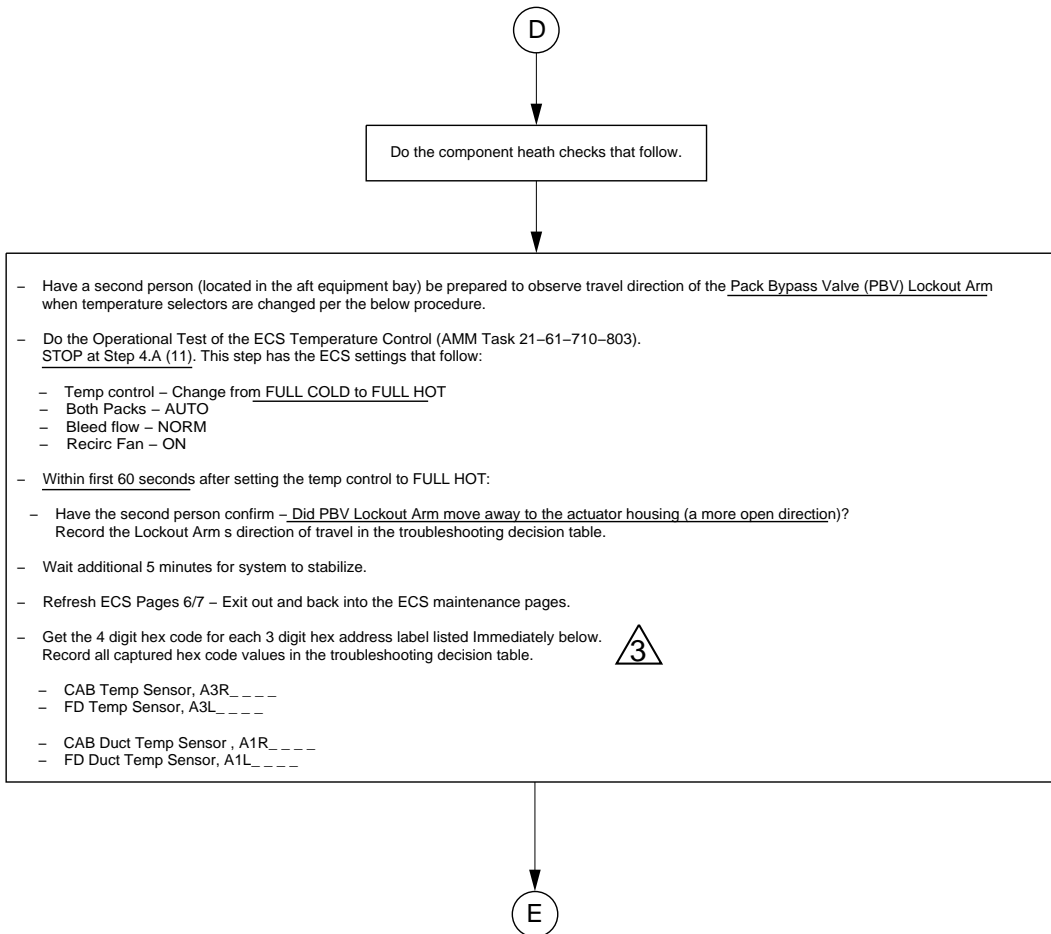 D
Do the component heath checks that follow.
– Have a second person (located in the aft equipment bay) be prepared to observe travel direction of the Pack Bypass Valve (PBV) Lockout Arm
when temperature selectors are changed per the below procedure.
– Do the Operational Test of the ECS Temperature Control (AMM Task 21–61–710–803).
STOP at Step 4.A (11). This step has the ECS settings that follow:
– Temp control – Change from FULL COLD to FULL HOT
– Both Packs – AUTO
– Bleed flow – NORM
– Recirc Fan – ON
– Within first 60 seconds after setting the temp control to FULL HOT:
– Have the second person confirm – Did PBV Lockout Arm move away to the actuator housing (a more open direction)?
Record the Lockout Arm s direction of travel in the troubleshooting decision table.
– Wait additional 5 minutes for system to stabilize.
– Refresh ECS Pages 6/7 – Exit out and back into the ECS maintenance pages.
– Get the 4 digit hex code for each 3 digit hex address label listed Immediately below.
Record all captured hex code values in the troubleshooting decision table.
3
– CAB Temp Sensor, A3R_ _ _ _
– FD Temp Sensor, A3L_ _ _ _
– CAB Duct Temp Sensor , A1R_ _ _ _
– FD Duct Temp Sensor, A1L_ _ _ _
E